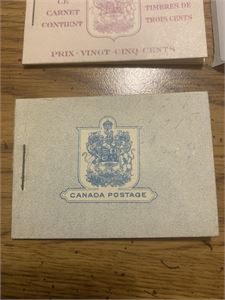 CE
CARNET
CONTIENT
TIMBRES DE
TROIS CENTS
PRIX - VINGT - CINQ CENTS
CANADA POSTAGE